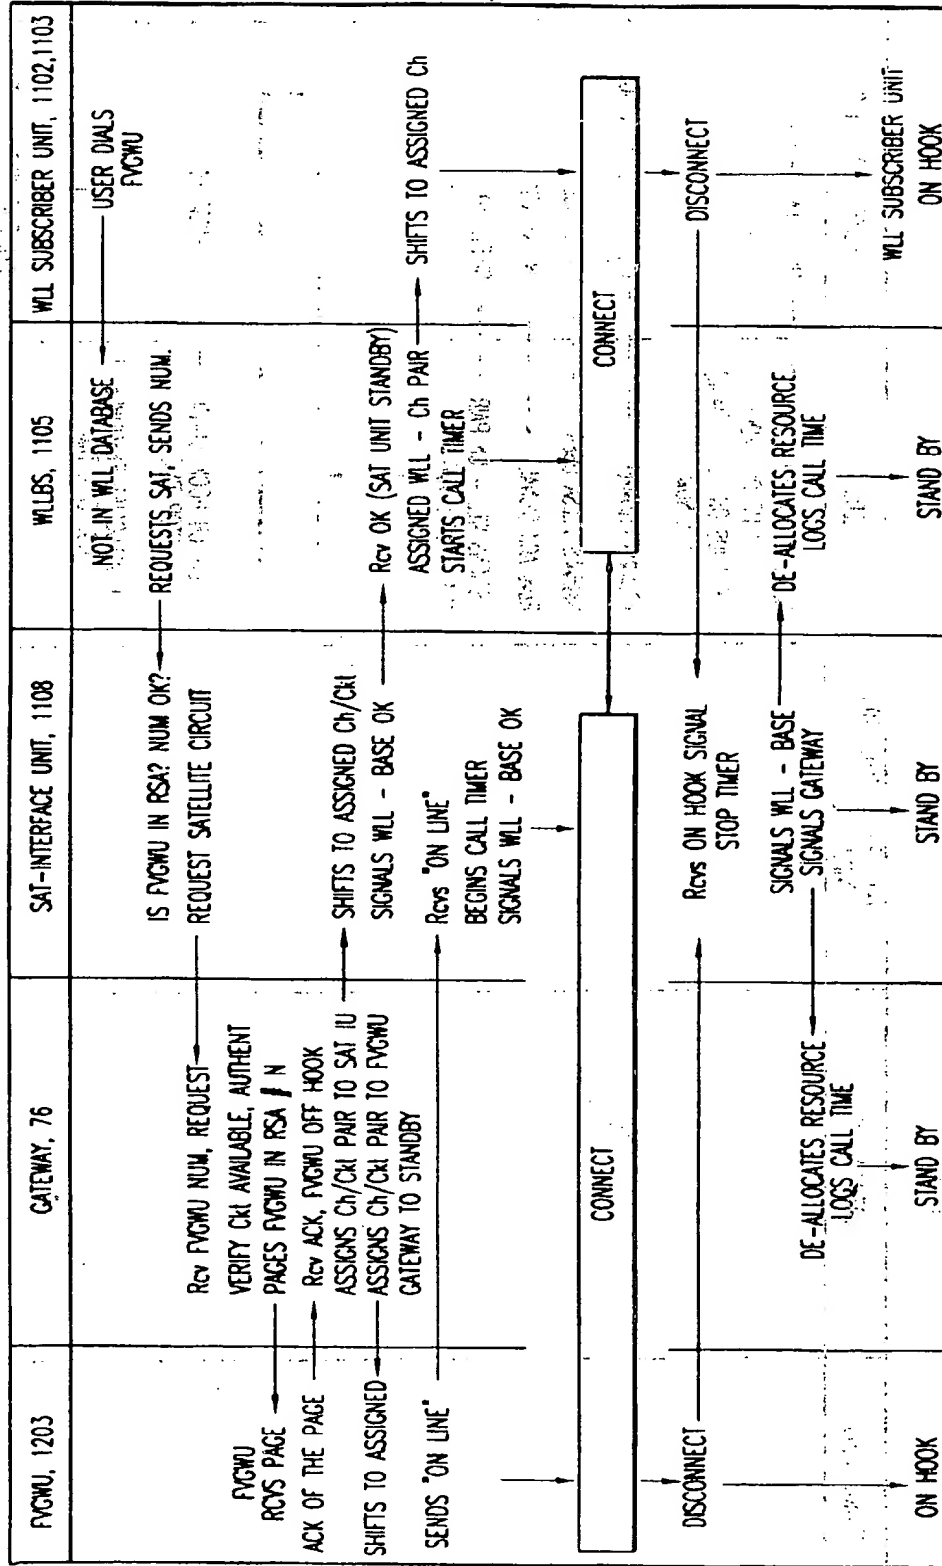 FVGWU, 1203
GATEWAY, 76
SAT-INTERFACE UNIT, 1108
WLLBS, 1105
WLL SUBSCRIBER UNIT, 1102,1103
USER DIALS
FVGWU
NOT IN WLL DATABASE
REQUESTS SAT, SENDS NUM.
IS FVGWU IN RSA? NUM OK?
REQUEST SATELLITE CIRCUIT
Rcv FVGWU NUM, REQUEST
VERIFY Ckt AVAILABLE, AUTHENT
PAGES FVGWU IN RSA / N
FVGWU
RCVS PAGE
ACK OF THE PAGE
Rcv ACK, FVGWU OFF HOOK
ASSIGNS Ch/Ckt PAIR TO SAT IU
ASSIGNS Ch/Ckt PAIR TO FVGWU
GATEWAY TO STANDBY
SHIFTS TO ASSIGNED
SHIFTS TO ASSIGNED Ch/Ckt
SIGNALS WLL - BASE OK
Rcv OK (SAT UNIT STANDBY)
ASSIGNED WLL - Ch PAIR
STARTS CALL TIMER
SHIFTS TO ASSIGNED Ch
SENDS "ON LINE"
Rcvs "ON LINE"
BEGINS CALL TIMER
SIGNALS WLL - BASE OK
CONNECT
CONNECT
DISCONNECT
Rcvs ON HOOK SIGNAL
STOP TIMER
DISCONNECT
SIGNALS WLL - BASE
SIGNALS GATEWAY
DE-ALLOCATES RESOURCE
LOGS CALL TIME
DE-ALLOCATES RESOURCE
LOGS CALL TIME
ON HOOK
STAND BY
STAND BY
STAND BY
WLL SUBSCRIBER UNIT
ON HOOK